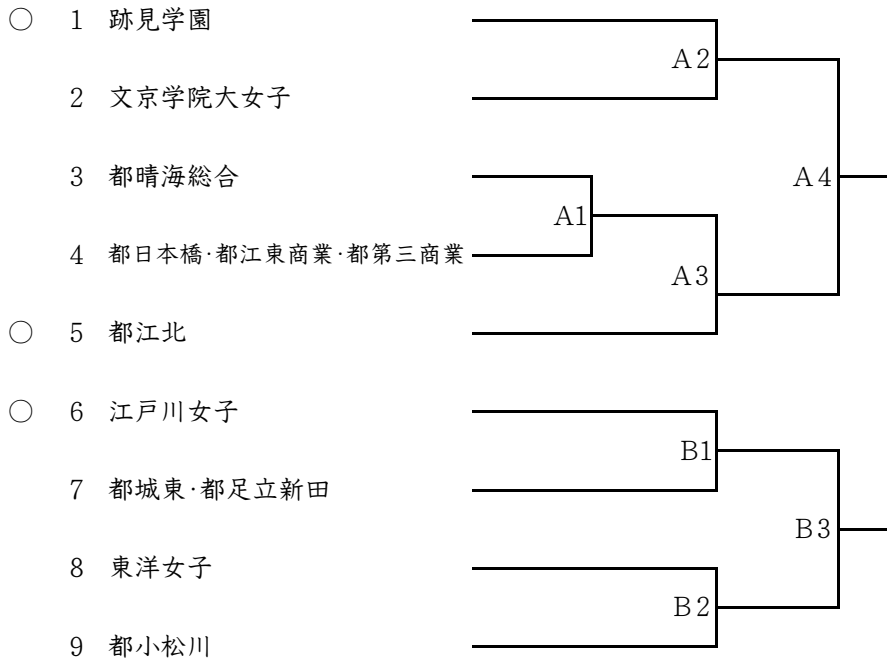 ○ 1 跡見学園
A2
2 文京学院大女子
3 都晴海総合
A4
A1
4 都日本橋・都江東商業・都第三商業
A3
○ 5 都江北
○ 6 江戸川女子
B1
7 都城東・都足立新田
B3
8 東洋女子
B2
9 都小松川